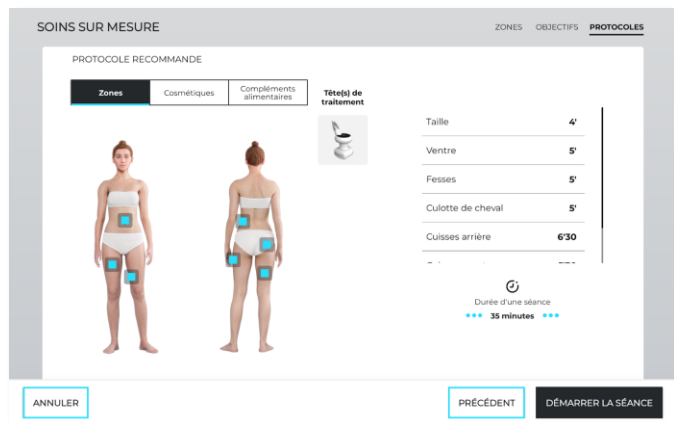 SOINS SUR MESURE
ZONES OBJECTIFS PROTOCOLES
PROTOCOLE RECOMMANDE
Zones
Cosmétiques
Compléments
alimentaires
Tête(s) de
traitement
Taille 4'
Ventre 5'
Fesses 5'
Culotte de cheval 5'
Cuisses arrière 6'30
Durée d'une séance
35 minutes
ANNULER
PRÉCÉDENT
DÉMARRER LA SÉANCE